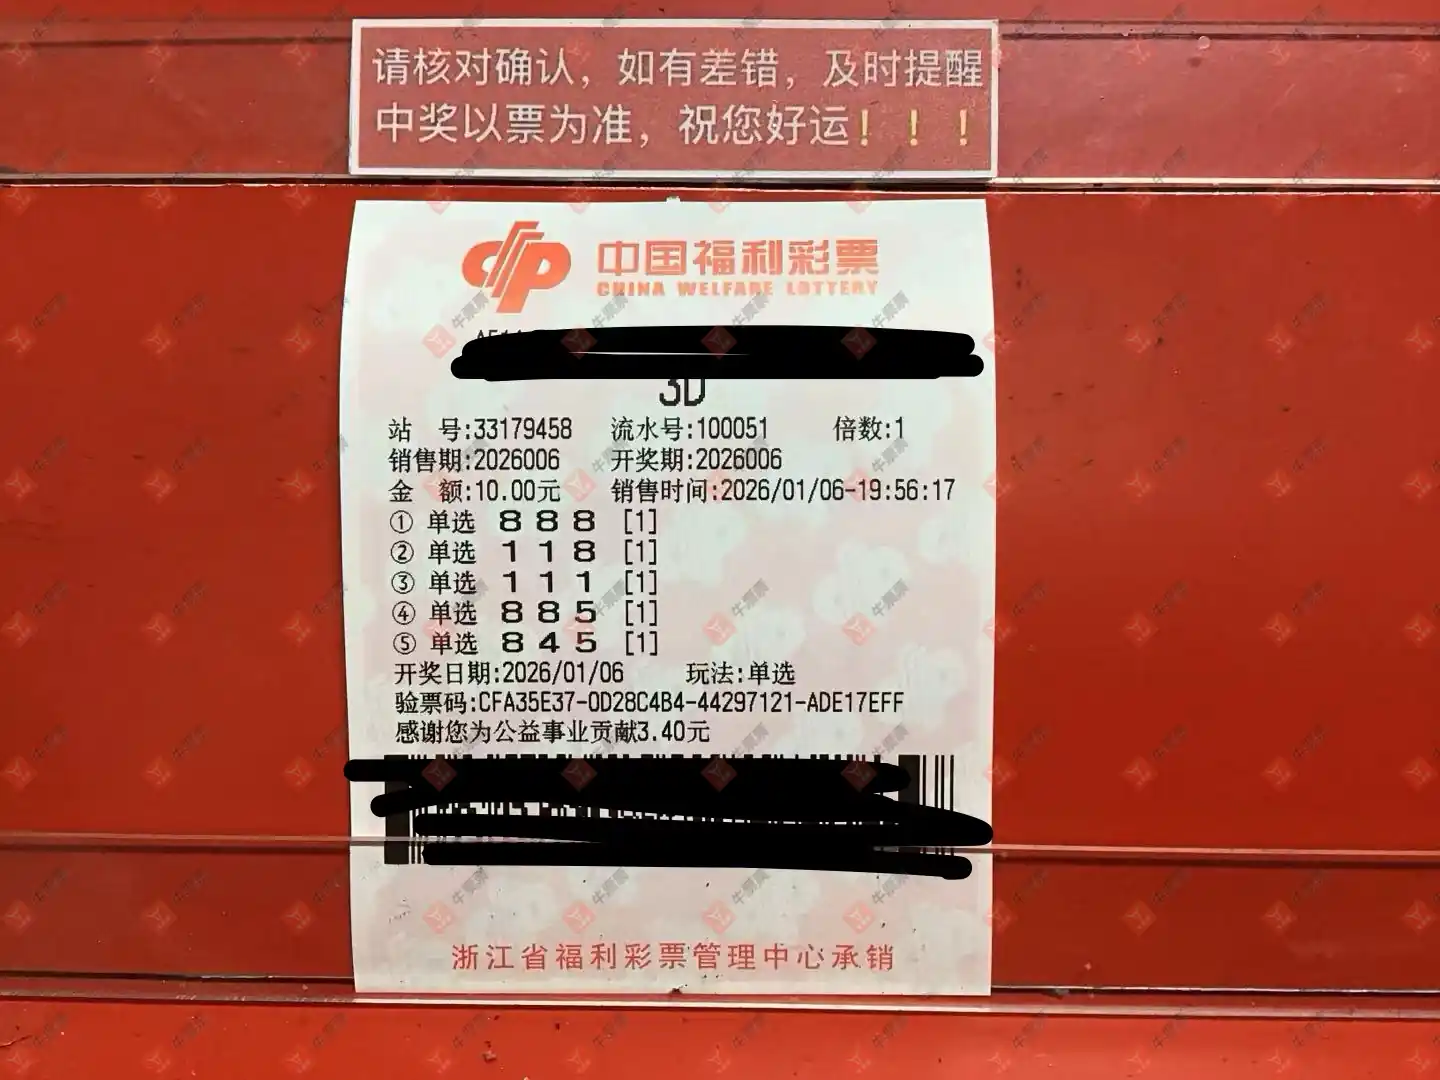 请核对确认，如有差错，及时提醒
中奖以票为准，祝您好运！！！
中国福利彩票
CHINA WELFARE LOTTERY
3D
站 号:33179458 流水号:100051 倍数:1
销售期:2026006 开奖期:2026006
金 额:10.00元 销售时间:2026/01/06-19:56:17
① 单选 8 8 8 [1]
② 单选 1 1 8 [1]
③ 单选 1 1 1 [1]
④ 单选 8 8 5 [1]
⑤ 单选 8 4 5 [1]
开奖日期:2026/01/06 玩法:单选
验票码:CFA35E37-0D28C4B4-44297121-ADE17EFF
感谢您为公益事业贡献3.40元
浙江省福利彩票管理中心承销